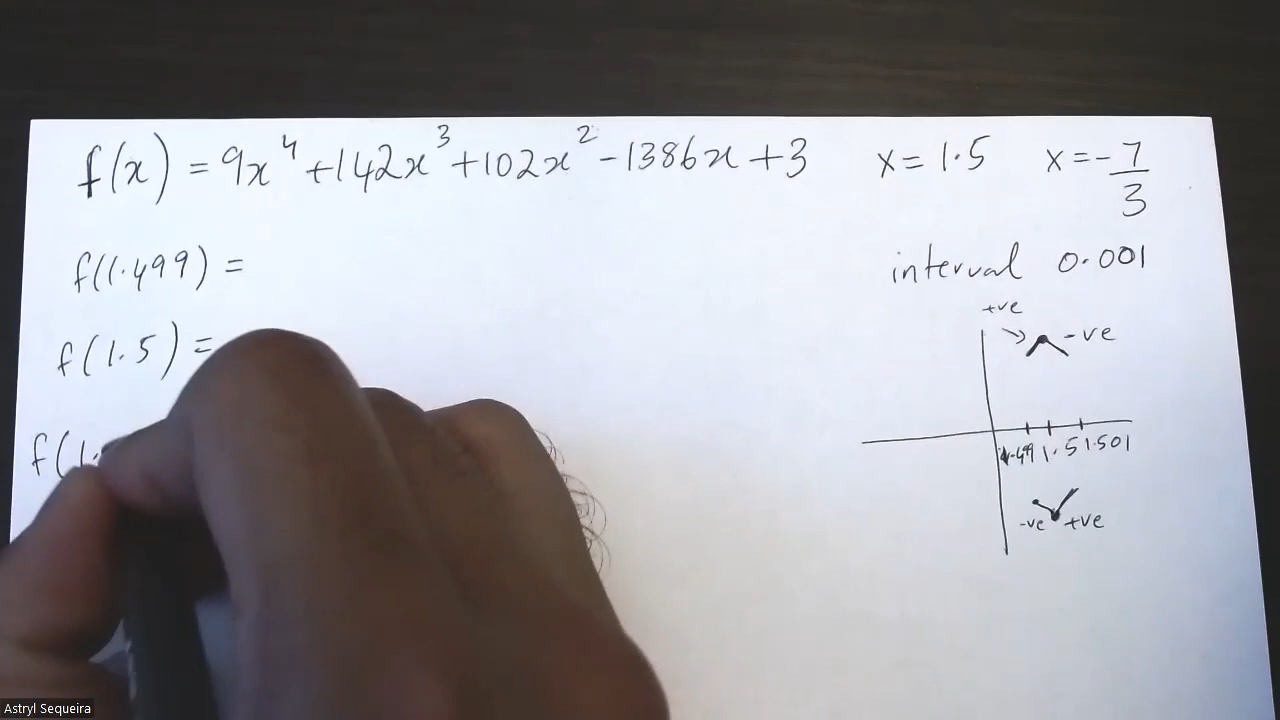 f(x) = 9x⁴ + 142x³ + 102x² - 1386x + 3   x = 1.5   x = -7/3
f(1.499) =
interval 0.001
+ve
-ve
f(1.5) =
f(1.
1.499 1.5 1.501
-ve +ve
Astryl Sequeira